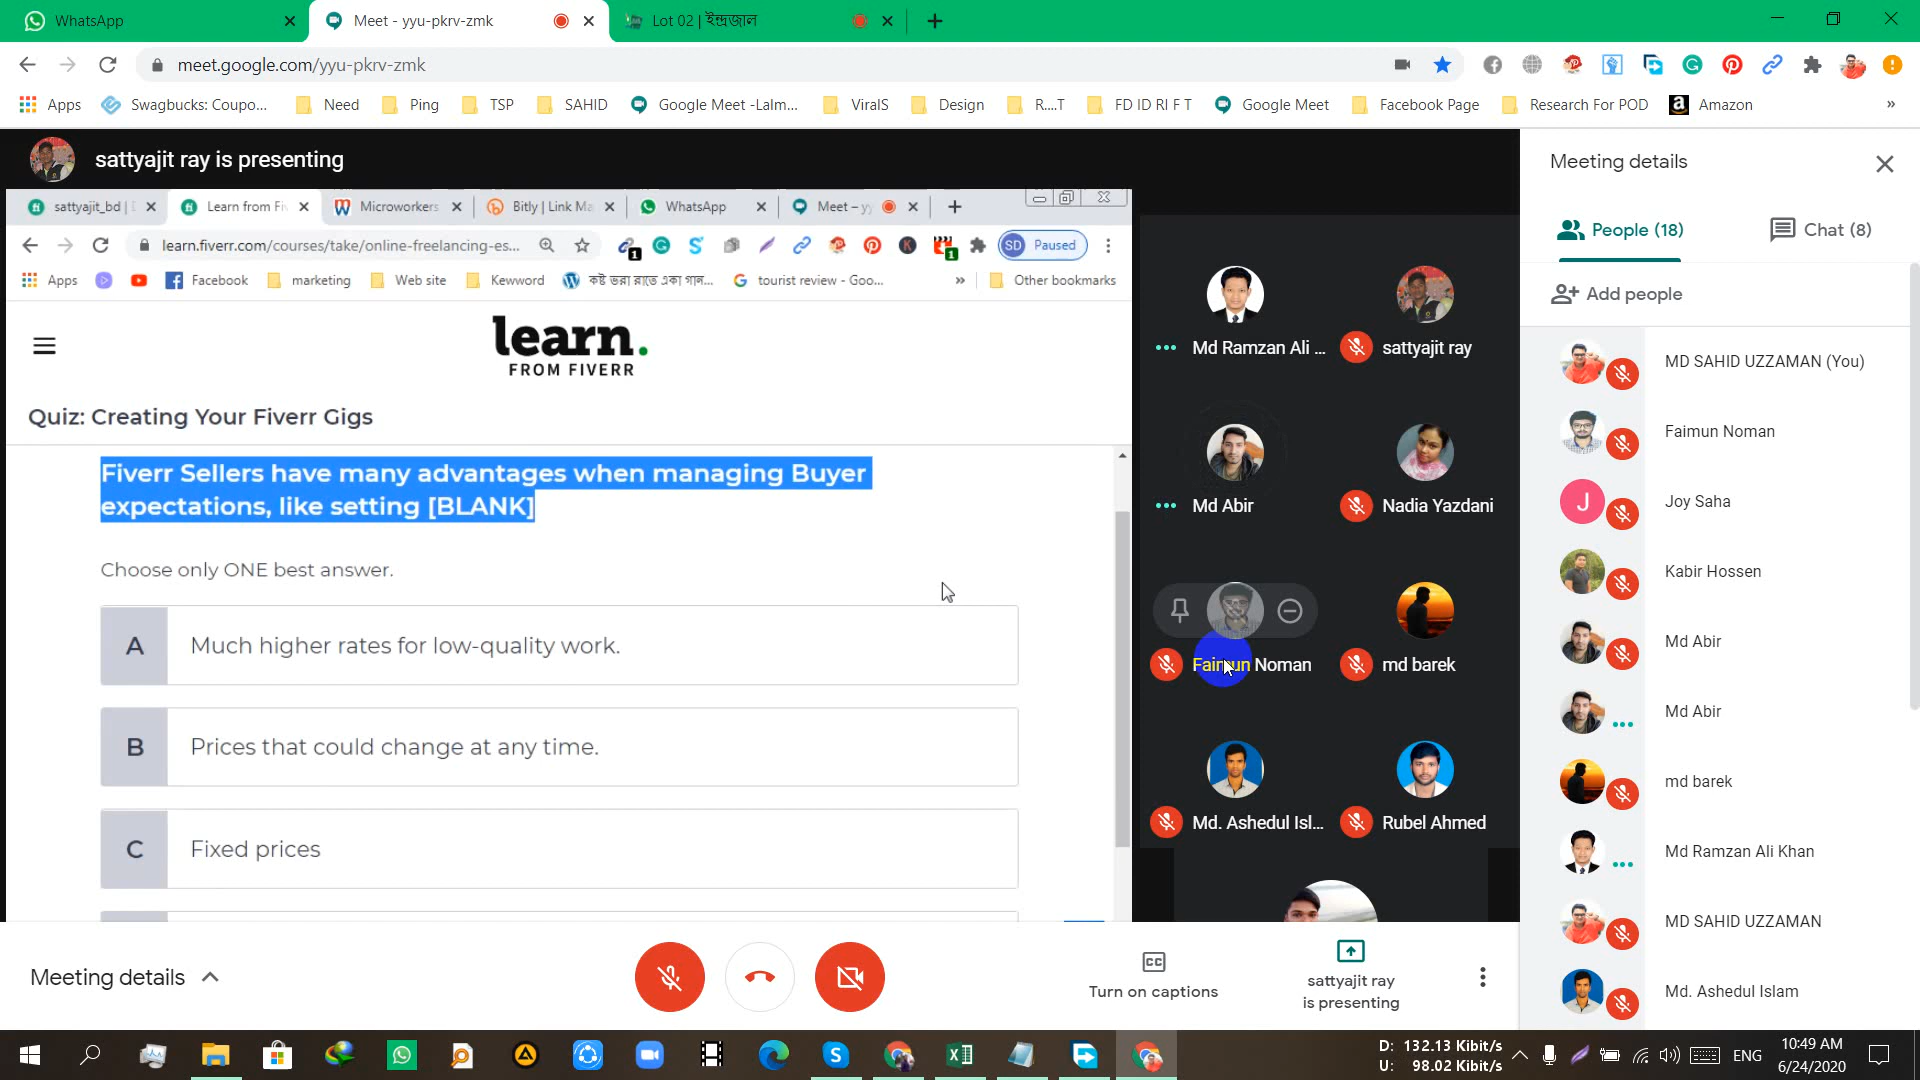 WhatsApp
Meet - yyu-pkrv-zmk
Lot 02 | ইন্দ্রজাল
meet.google.com/yyu-pkrv-zmk
Apps
Swagbucks: Coupo...
Need
Ping
TSP
SAHID
Google Meet -Lalm...
ViralS
Design
R....T
FD ID RI F T
Google Meet
Facebook Page
Research For POD
Amazon
»
sattyajit ray is presenting
sattyajit_bd |
Learn from Fi
Microworkers
Bitly | Link Ma
WhatsApp
Meet – yy
learn.fiverr.com/courses/take/online-freelancing-es...
SD Paused
Apps
Facebook
marketing
Web site
Kewword
কষ্ট ভরা রাতে একা গান...
tourist review - Goo...
»
Other bookmarks
learn.
FROM FIVERR
Quiz: Creating Your Fiverr Gigs
Fiverr Sellers have many advantages when managing Buyer
expectations, like setting [BLANK]
Choose only ONE best answer.
A Much higher rates for low-quality work.
B Prices that could change at any time.
C Fixed prices
Md Ramzan Ali ...
sattyajit ray
Md Abir
Nadia Yazdani
Faimun Noman
md barek
Md. Ashedul Isl...
Rubel Ahmed
Meeting details
People (18)
Chat (8)
Add people
MD SAHID UZZAMAN (You)
Faimun Noman
J Joy Saha
Kabir Hossen
Md Abir
Md Abir
md barek
Md Ramzan Ali Khan
MD SAHID UZZAMAN
Md. Ashedul Islam
Meeting details
CC
Turn on captions
sattyajit ray
is presenting
D: 132.13 Kibit/s
U: 98.02 Kibit/s
ENG
10:49 AM
6/24/2020